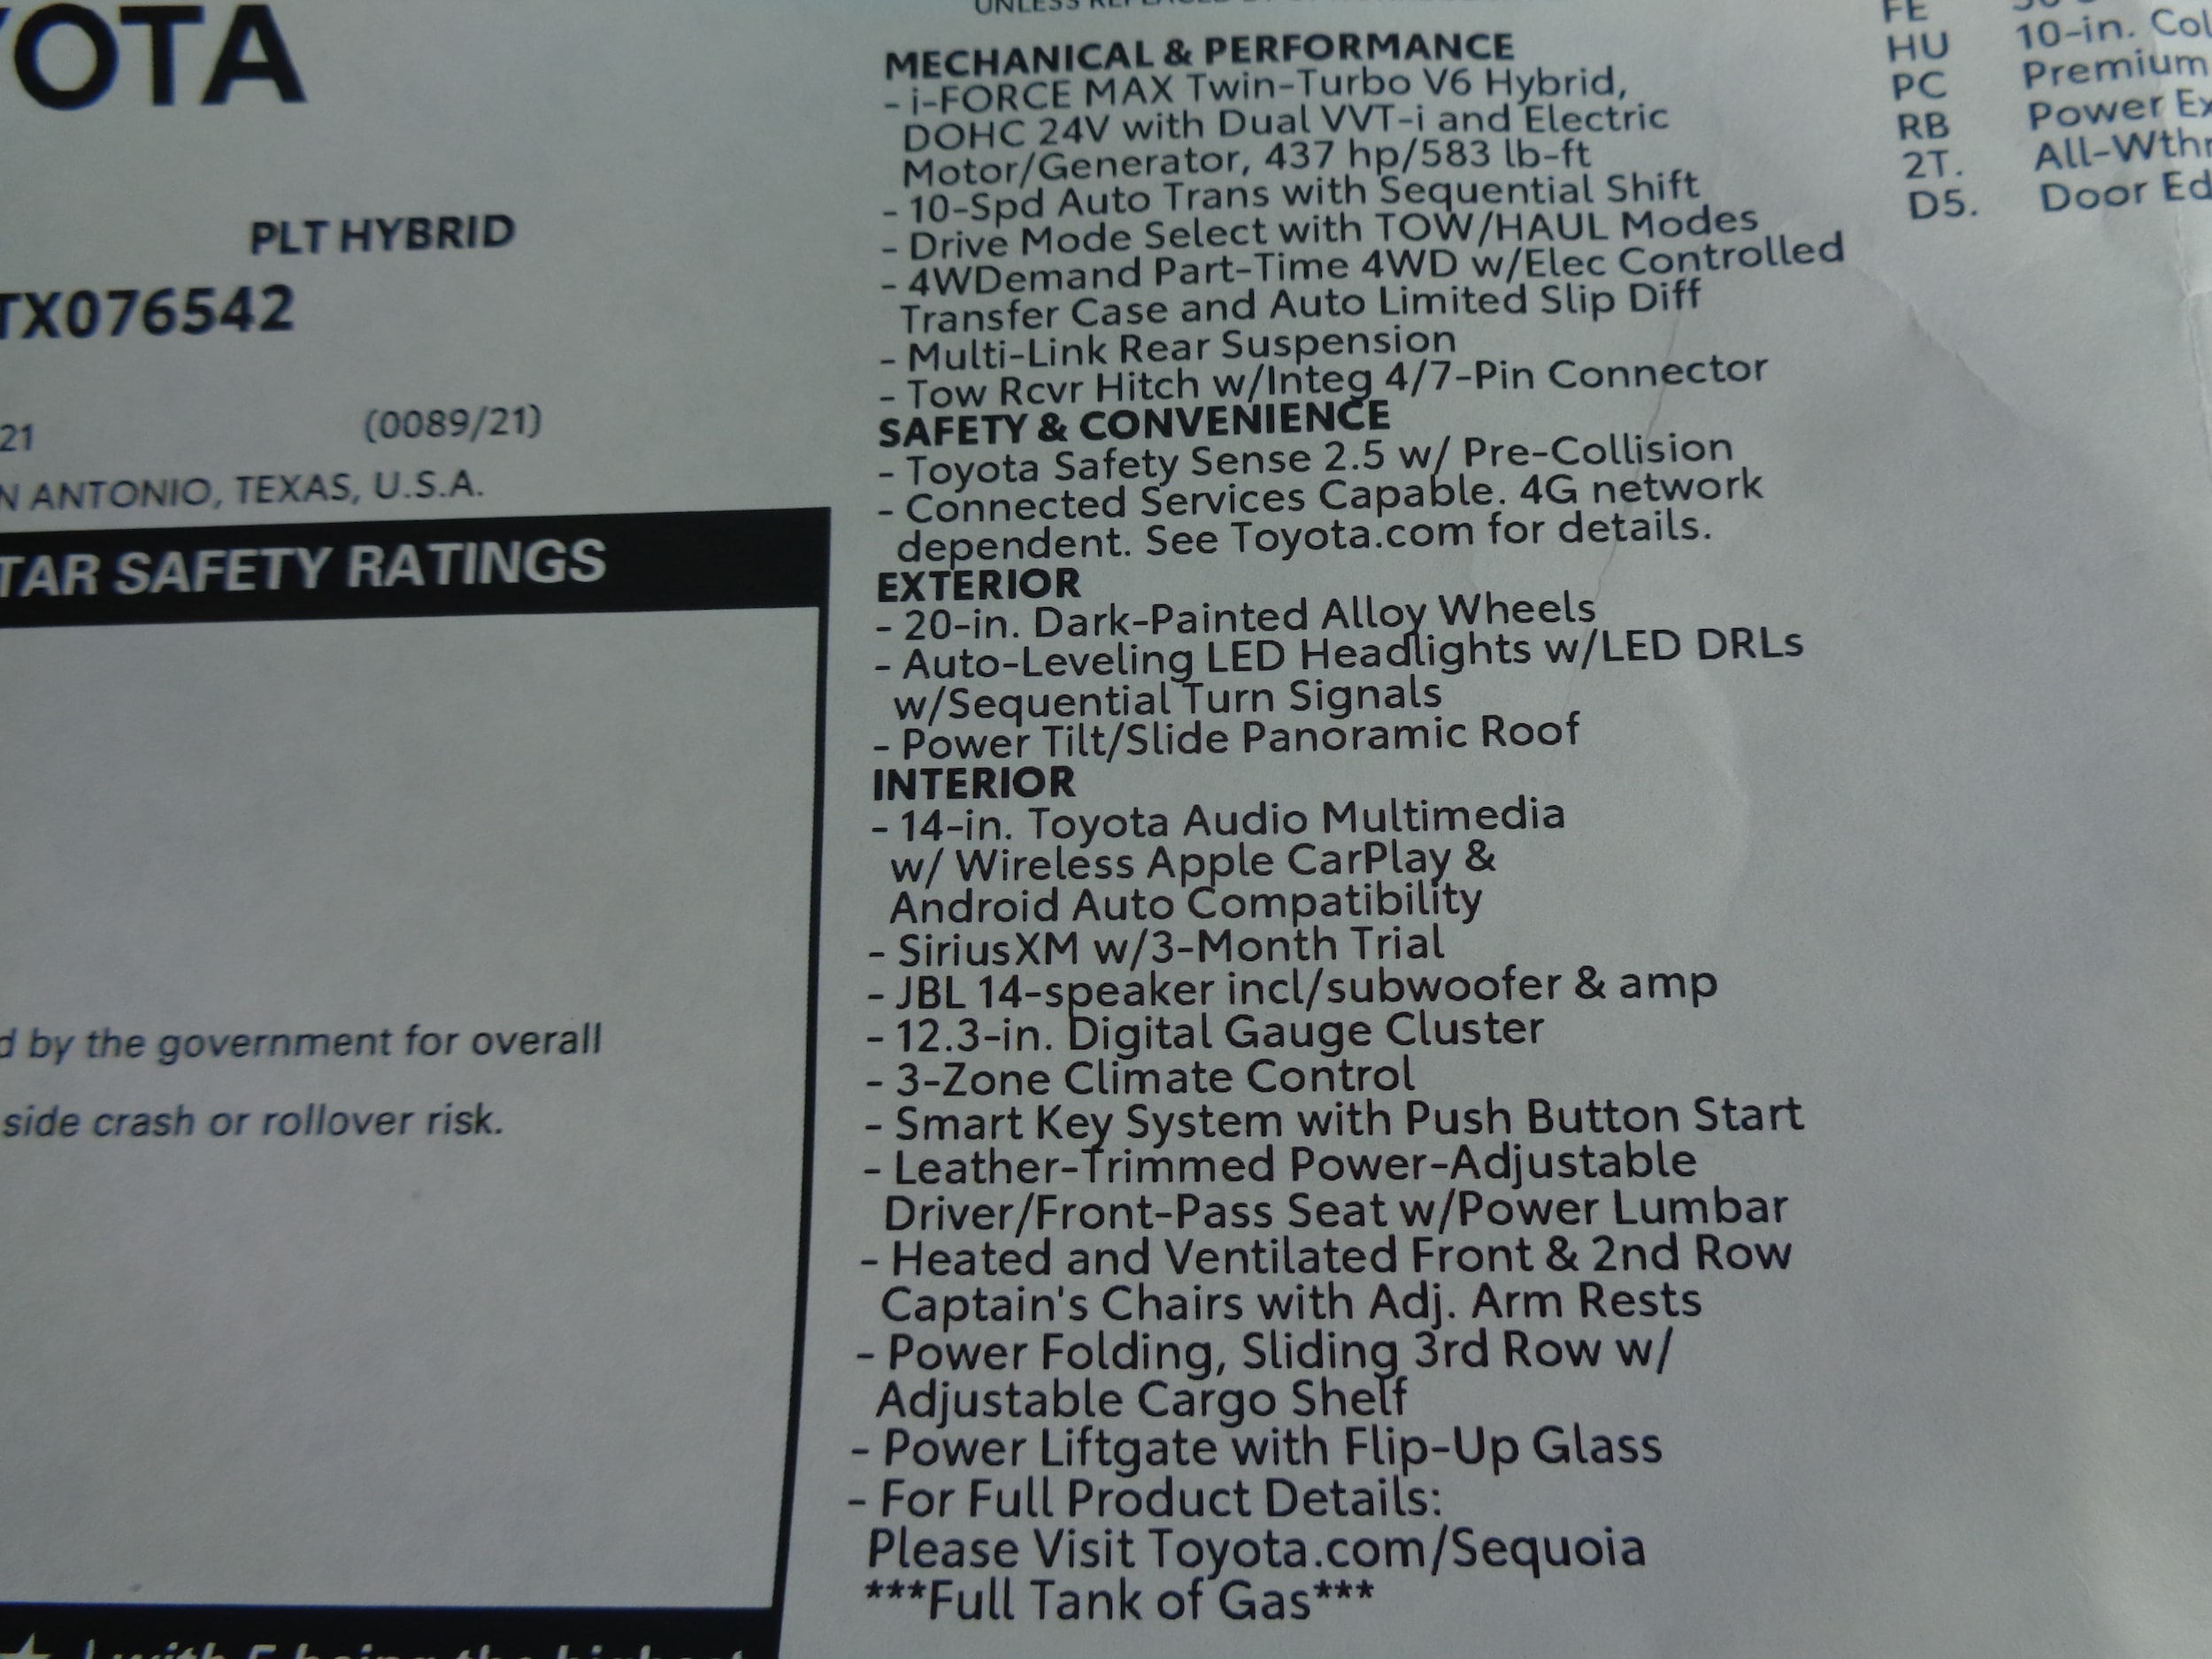 OTA
PLT HYBRID
TX076542
21 (0089/21)
N ANTONIO, TEXAS, U.S.A.
TAR SAFETY RATINGS
d by the government for overall
side crash or rollover risk.
MECHANICAL & PERFORMANCE
- i-FORCE MAX Twin-Turbo V6 Hybrid,
DOHC 24V with Dual VVT-i and Electric
Motor/Generator, 437 hp/583 lb-ft
- 10-Spd Auto Trans with Sequential Shift
- Drive Mode Select with TOW/HAUL Modes
- 4WDemand Part-Time 4WD w/Elec Controlled
Transfer Case and Auto Limited Slip Diff
- Multi-Link Rear Suspension
- Tow Rcvr Hitch w/Integ 4/7-Pin Connector
SAFETY & CONVENIENCE
- Toyota Safety Sense 2.5 w/ Pre-Collision
- Connected Services Capable. 4G network
dependent. See Toyota.com for details.
EXTERIOR
- 20-in. Dark-Painted Alloy Wheels
- Auto-Leveling LED Headlights w/LED DRLs
w/Sequential Turn Signals
- Power Tilt/Slide Panoramic Roof
INTERIOR
- 14-in. Toyota Audio Multimedia
w/ Wireless Apple CarPlay &
Android Auto Compatibility
- SiriusXM w/3-Month Trial
- JBL 14-speaker incl/subwoofer & amp
- 12.3-in. Digital Gauge Cluster
- 3-Zone Climate Control
- Smart Key System with Push Button Start
- Leather-Trimmed Power-Adjustable
Driver/Front-Pass Seat w/Power Lumbar
- Heated and Ventilated Front & 2nd Row
Captain's Chairs with Adj. Arm Rests
- Power Folding, Sliding 3rd Row w/
Adjustable Cargo Shelf
- Power Liftgate with Flip-Up Glass
- For Full Product Details:
Please Visit Toyota.com/Sequoia
***Full Tank of Gas***
FE
HU 10-in. Col
PC Premium
RB Power Ex
2T. All-Wthr
D5. Door Ed